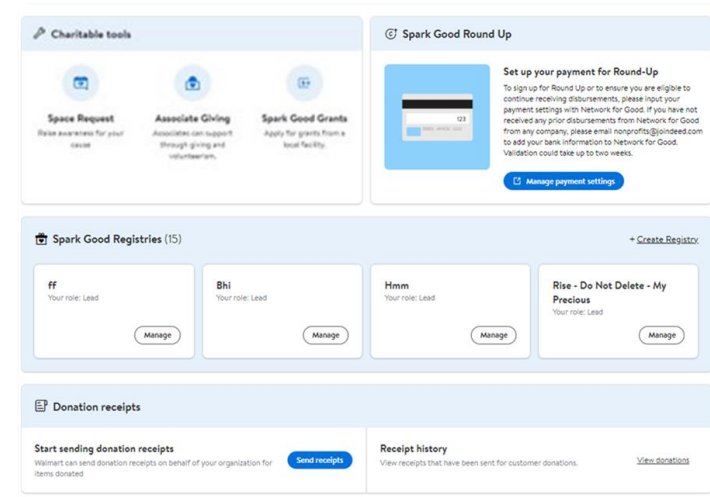 Charitable tools
Space Request
Raise awareness for your
cause
Associate Giving
Associates can support
through giving and
volunteerism.
Spark Good Grants
Apply for grants from a
local facility.
Spark Good Round Up
123
Set up your payment for Round-Up
To sign up for Round Up or to ensure you are eligible to
continue receiving disbursements, please input your
payment settings with Network for Good. If you have not
received any prior disbursements from Network for Good
from any company, please email nonprofits@joindeed.com
to add your bank information to Network for Good.
Validation could take up to two weeks.
Manage payment settings
Spark Good Registries (15)
+ Create Registry
ff
Your role: Lead
Manage
Bhi
Your role: Lead
Manage
Hmm
Your role: Lead
Manage
Rise - Do Not Delete - My
Precious
Your role: Lead
Manage
Donation receipts
Start sending donation receipts
Walmart can send donation receipts on behalf of your organization for
items donated
Send receipts
Receipt history
View receipts that have been sent for customer donations.
View donations